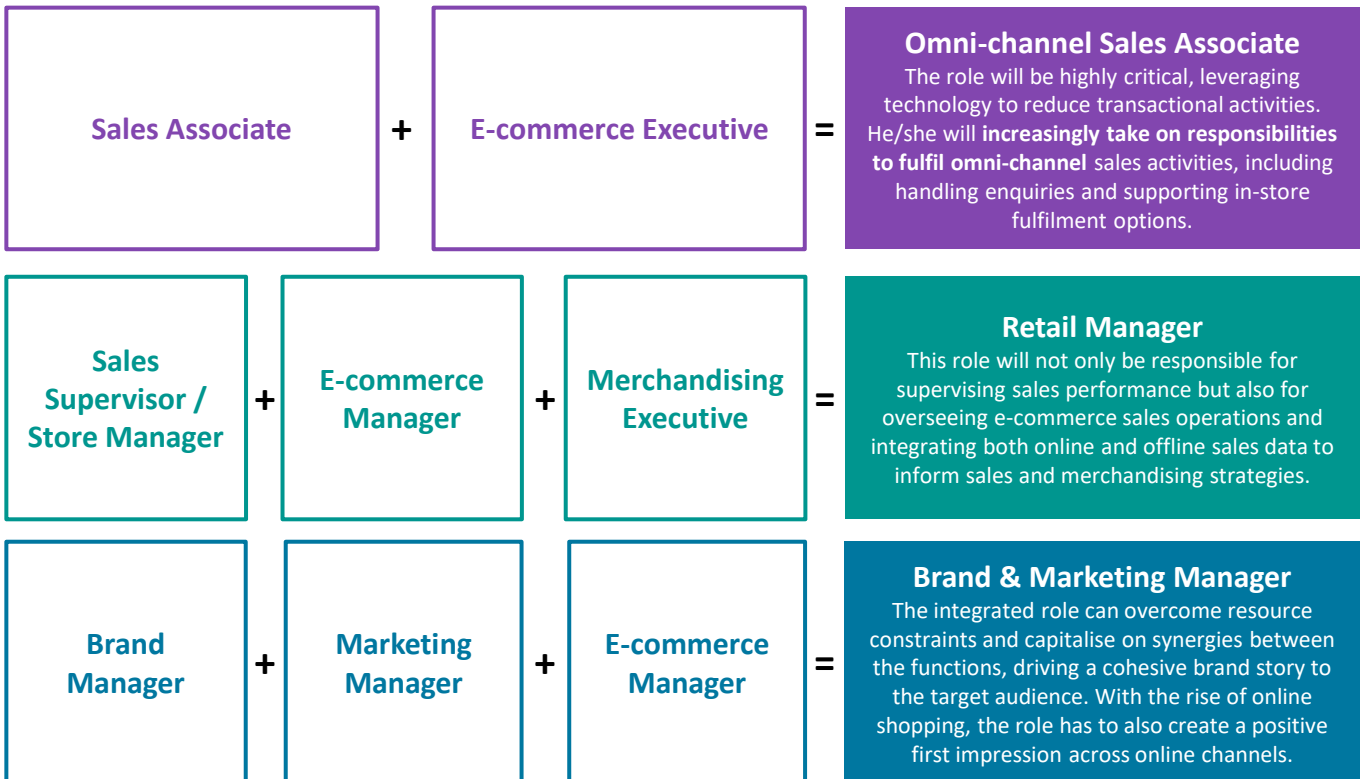 Sales Associate
+
E-commerce Executive
=
Omni-channel Sales Associate
The role will be highly critical, leveraging
technology to reduce transactional activities.
He/she will increasingly take on responsibilities
to fulfil omni-channel sales activities, including
handling enquiries and supporting in-store
fulfilment options.
Sales
Supervisor /
Store Manager
+
E-commerce
Manager
+
Merchandising
Executive
=
Retail Manager
This role will not only be responsible for
supervising sales performance but also for
overseeing e-commerce sales operations and
integrating both online and offline sales data to
inform sales and merchandising strategies.
Brand
Manager
+
Marketing
Manager
+
E-commerce
Manager
=
Brand & Marketing Manager
The integrated role can overcome resource
constraints and capitalise on synergies between
the functions, driving a cohesive brand story to
the target audience. With the rise of online
shopping, the role has to also create a positive
first impression across online channels.